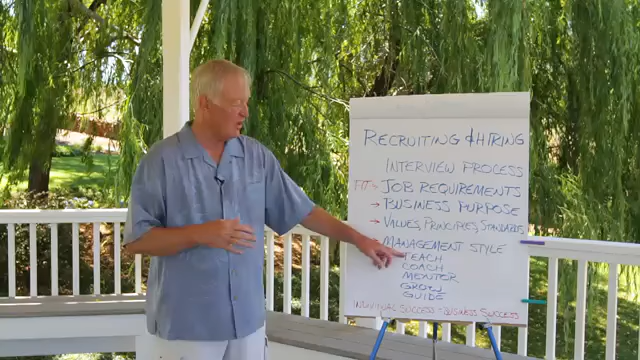 RECRUITING & HIRING
INTERVIEW PROCESS
FIT → JOB REQUIREMENTS
→ BUSINESS PURPOSE
→ VALUES, PRINCIPLES, STANDARDS
MANAGEMENT STYLE
TEACH
COACH
MENTOR
GROW
GUIDE
INDIVIDUAL SUCCESS = BUSINESS SUCCESS